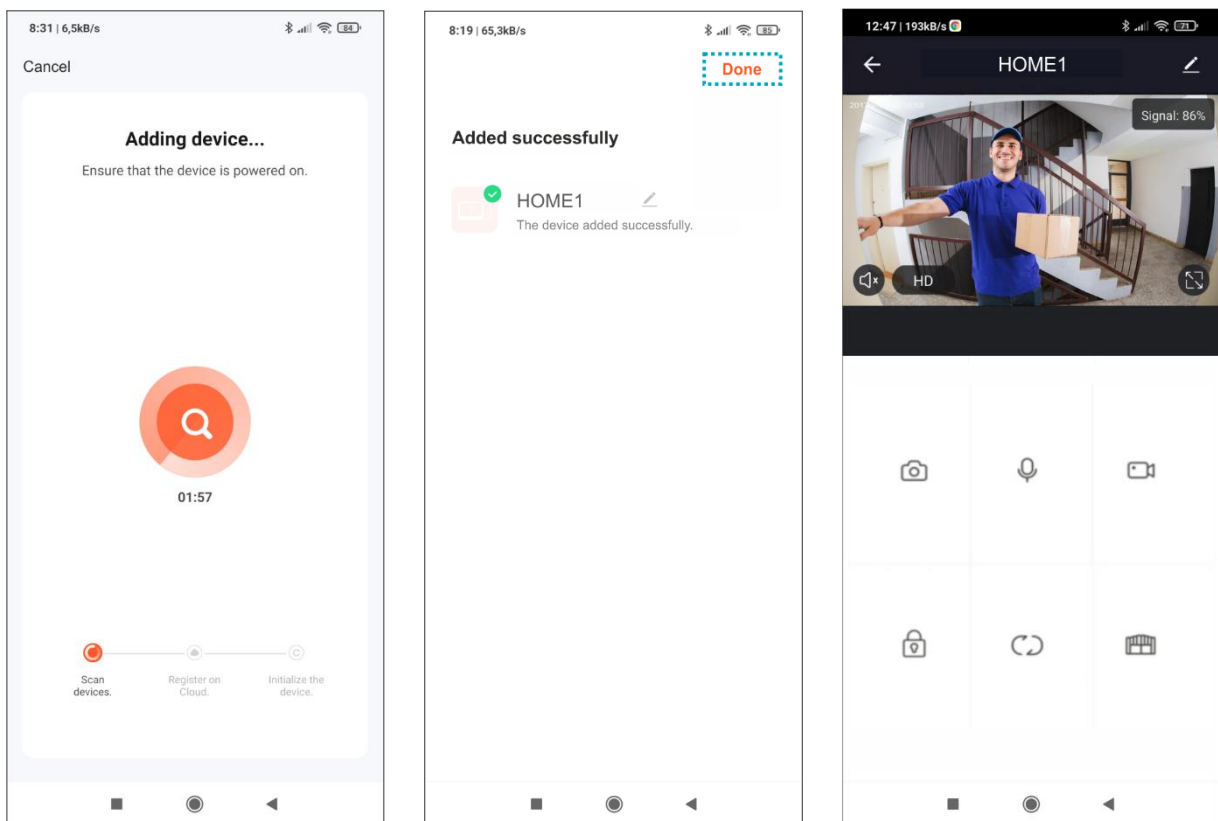 8:31 | 6,5kB/s
84
Cancel
Adding device...
Ensure that the device is powered on.
01:57
Scan
devices.
Register on
Cloud.
Initialize the
device.
8:19 | 65,3kB/s
85
Done
Added successfully
HOME1
The device added successfully.
12:47 | 193kB/s
71
HOME1
Signal: 86%
HD